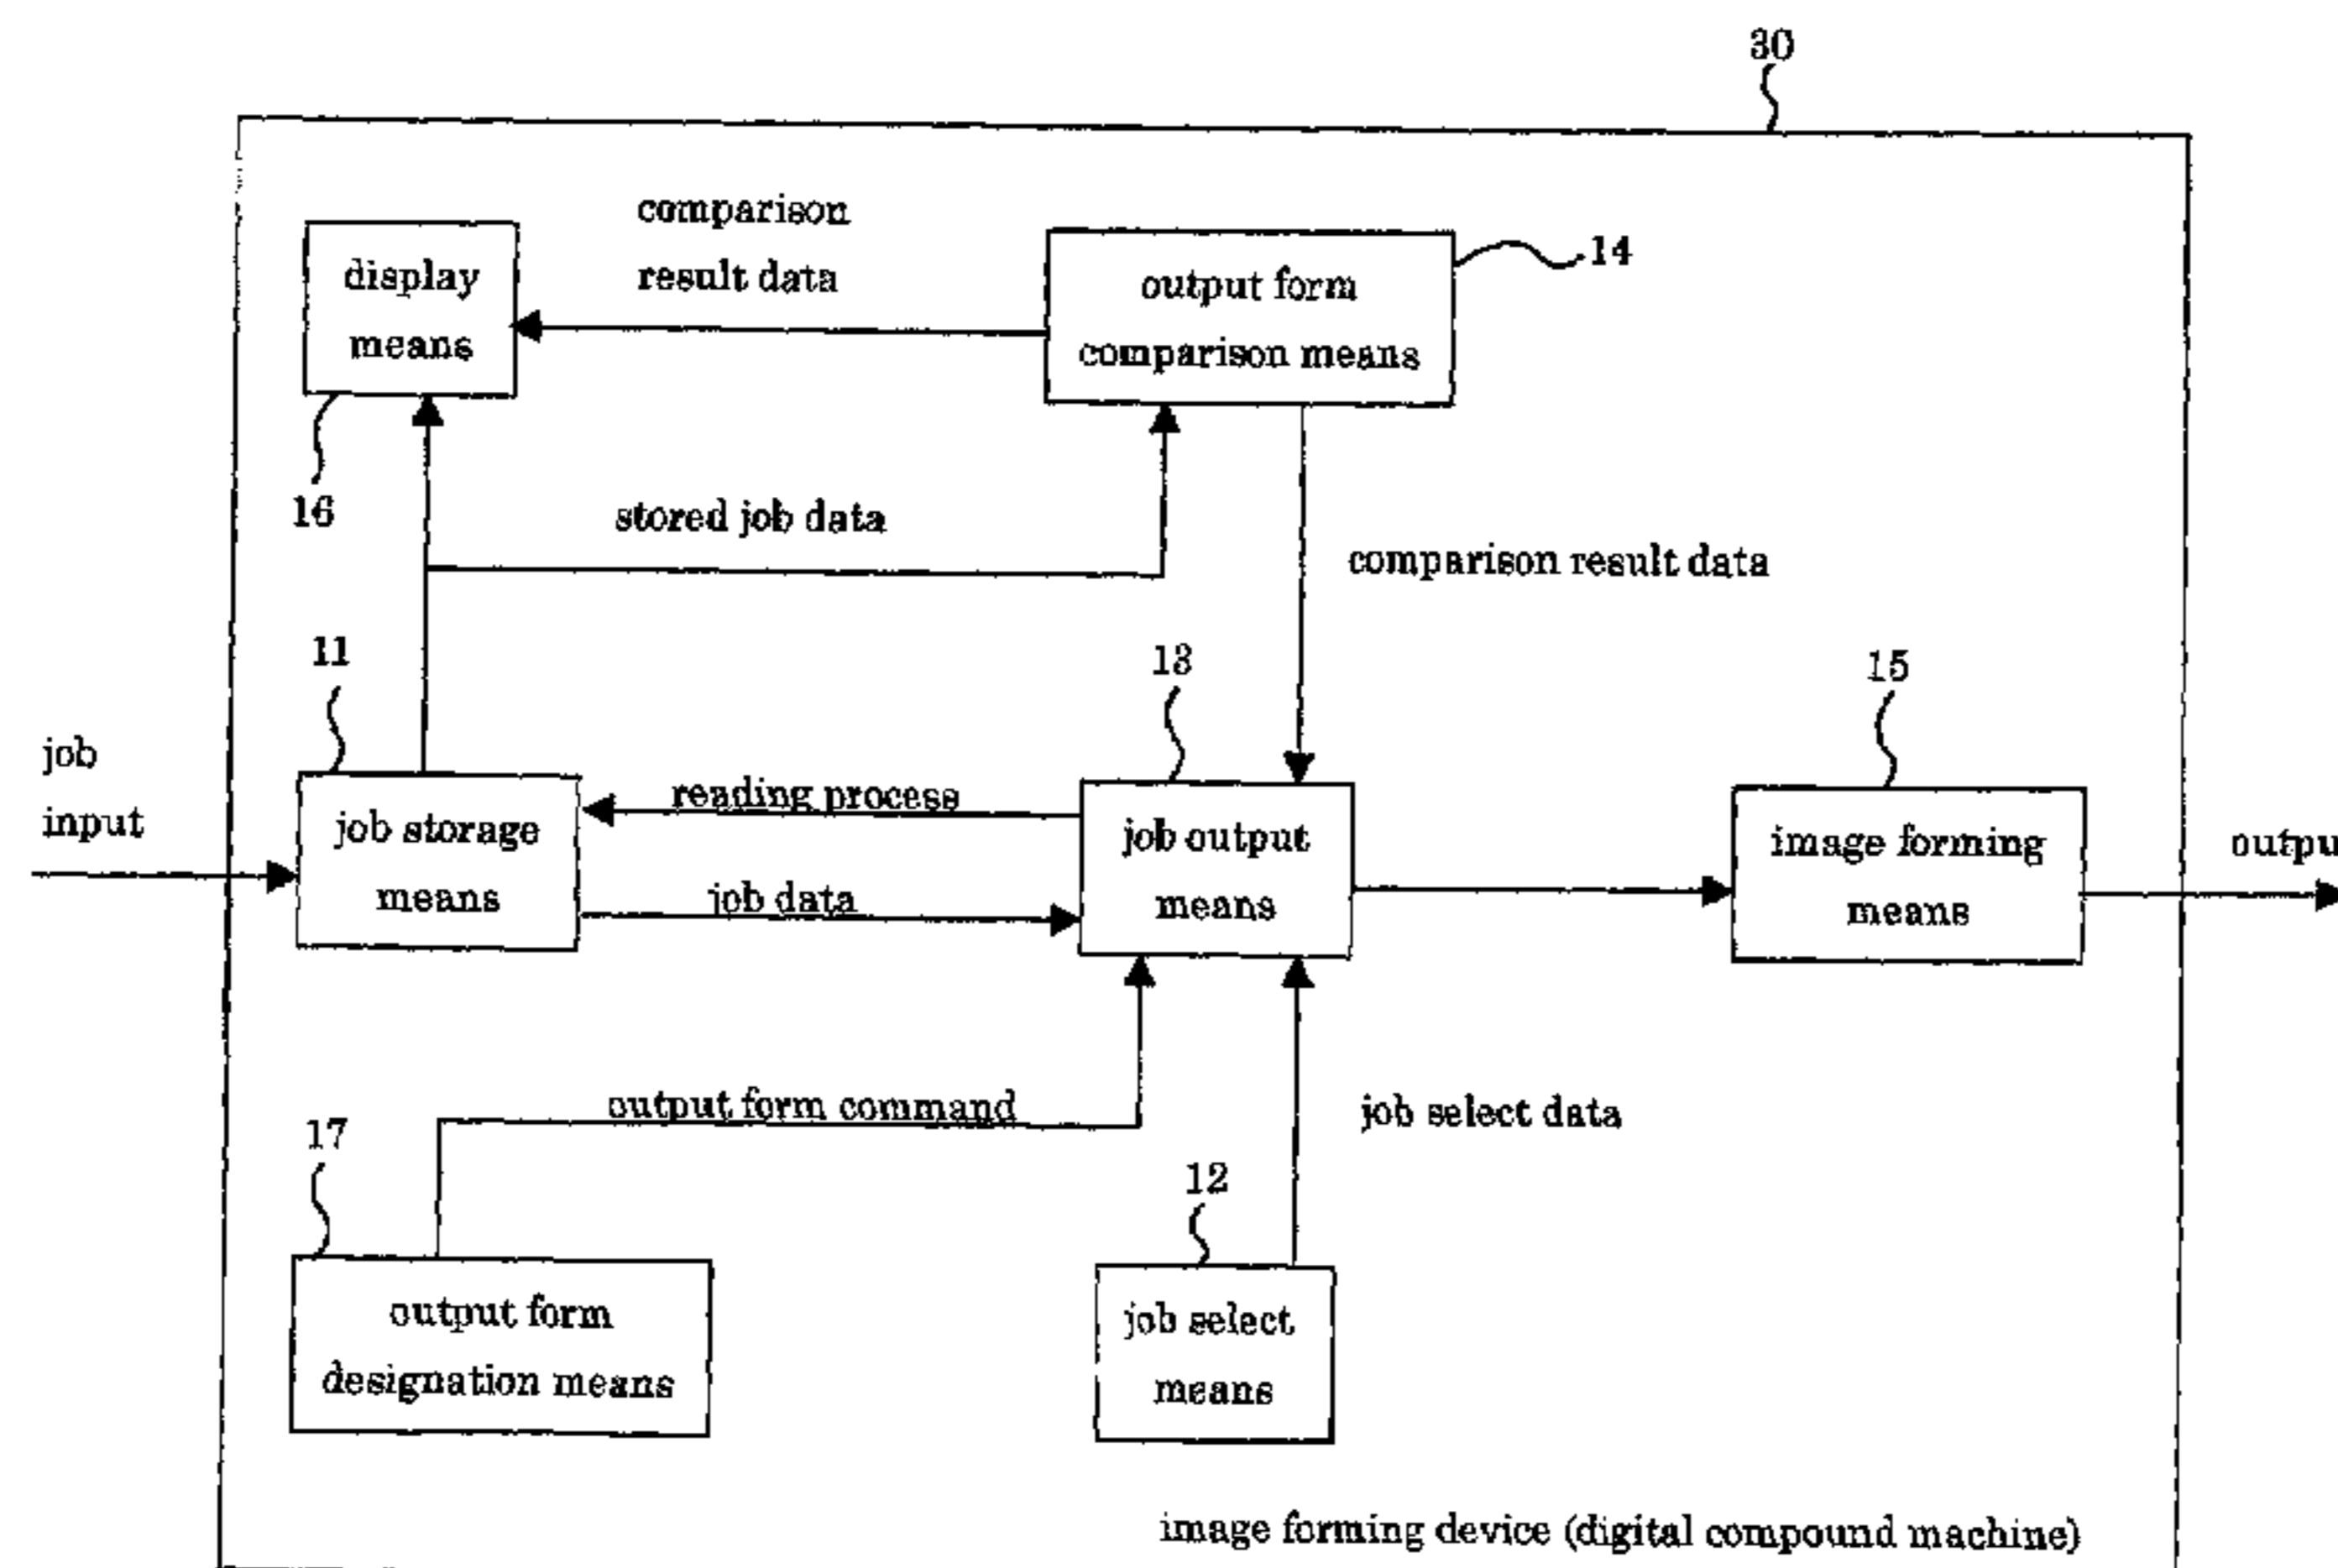 30
comparison
result data
display
means
output form
comparison means
14
16
stored job data
comparison result data
11
13
15
job
input
job storage
means
reading process
job data
job output
means
image forming
means
outpu
output form command
job select data
17
12
output form
designation means
job select
means
image forming device (digital compound machine)